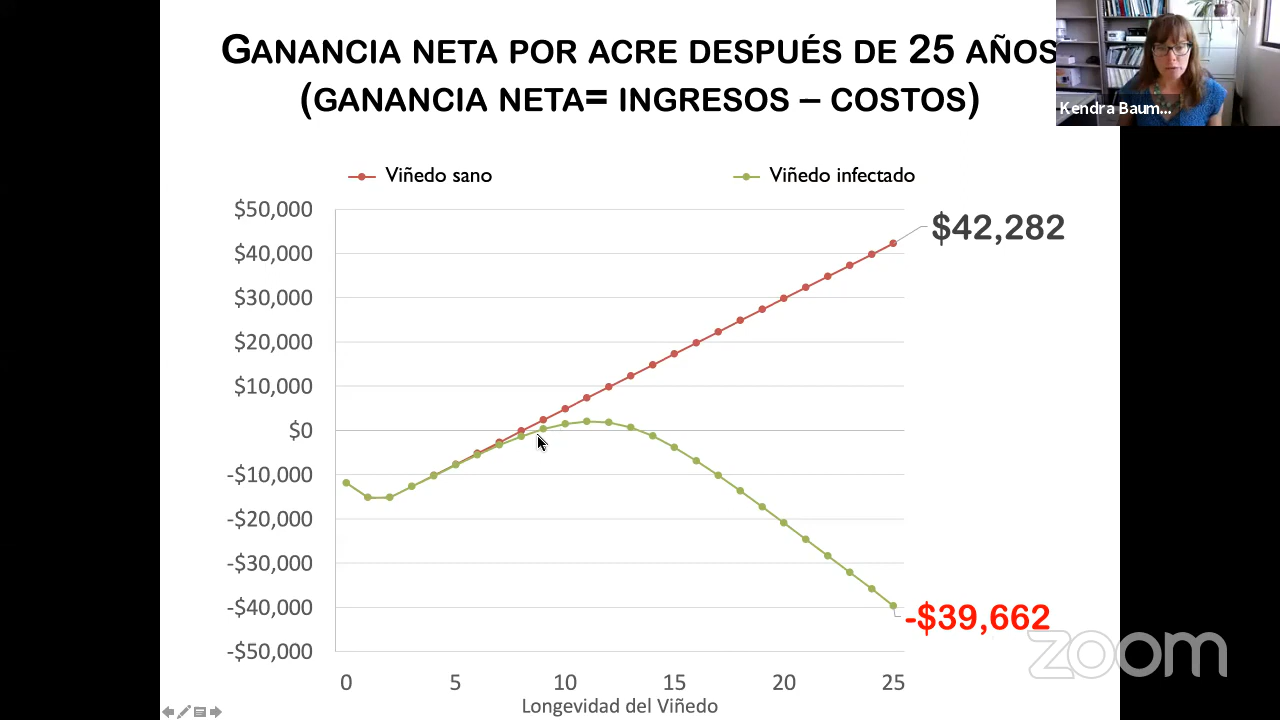 GANANCIA NETA POR ACRE DESPUÉS DE 25 AÑOS
(GANANCIA NETA= INGRESOS – COSTOS)
Kendra Baum...
Viñedo sano
Viñedo infectado
$50,000
$40,000
$30,000
$20,000
$10,000
$0
-$10,000
-$20,000
-$30,000
-$40,000
-$50,000
$42,282
-$39,662
0 5 10 15 20 25
Longevidad del Viñedo
zoom